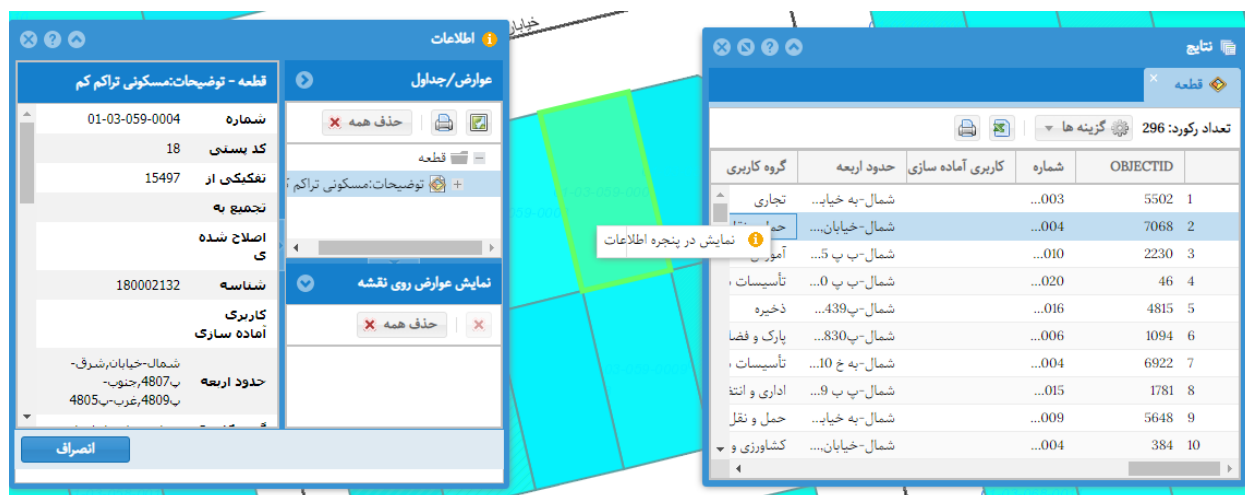 خیابان
نتایج
قطعه
تعداد رکورد: 296 گزینه ها
OBJECTID شماره کاربری آماده سازی حدود اربعه گروه کاربری
1 5502 ...003 شمال-به خیاب... تجاری
2 7068 ...004 شمال-خیابان,...
3 2230 ...010 شمال-ب پ 5...
4 46 ...020 شمال-ب پ 0... تأسیسات
5 4815 ...016 شمال-پ439... ذخیره
6 1094 ...006 شمال-پ830... پارک و فضا
7 6922 ...004 شمال-به خ 10... تأسیسات
8 1781 ...015 شمال-ب پ 9... اداری و انتظ
9 5648 ...009 شمال-به خیاب... حمل و نقل
10 384 ...004 شمال-خیابان,... کشاورزی و
نمایش در پنجره اطلاعات
اطلاعات
عوارض/جداول
حذف همه
قطعه
توضیحات:مسکونی تراکم ک
نمایش عوارض روی نقشه
حذف همه
قطعه - توضیحات:مسکونی تراکم کم
شماره 01-03-059-0004
کد پستی 18
تفکیکی از 15497
تجمیع به
اصلاح شده
ی
شناسه 180002132
کاربری
آماده سازی
حدود اربعه شمال-خیابان,شرق-
پ4807,جنوب-
پ4809,غرب-پ4805
انصراف